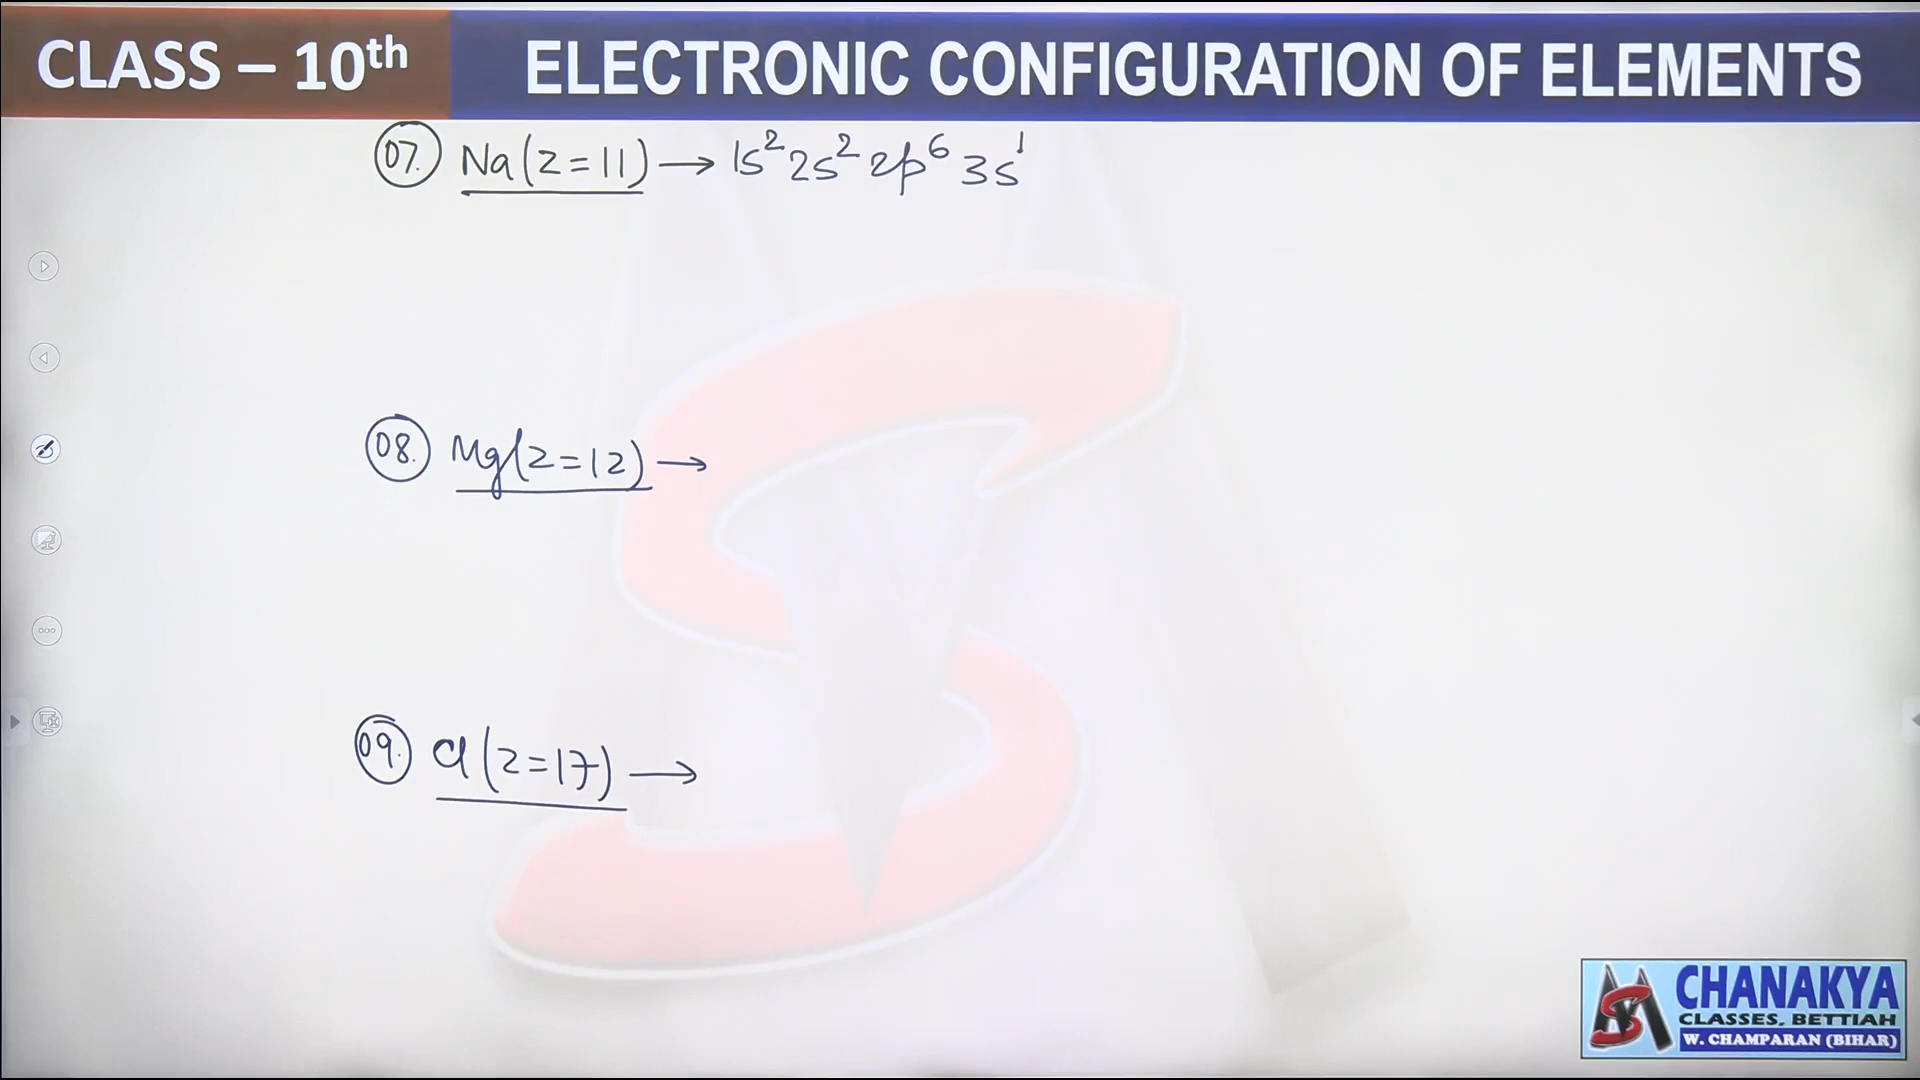 CLASS – 10th
ELECTRONIC CONFIGURATION OF ELEMENTS
07. Na(z=11) → 1s² 2s² 2p⁶ 3s¹
08. Mg(z=12) →
09. Cl(z=17) →
CHANAKYA
CLASSES, BETTIAH
W. CHAMPARAN (BIHAR)